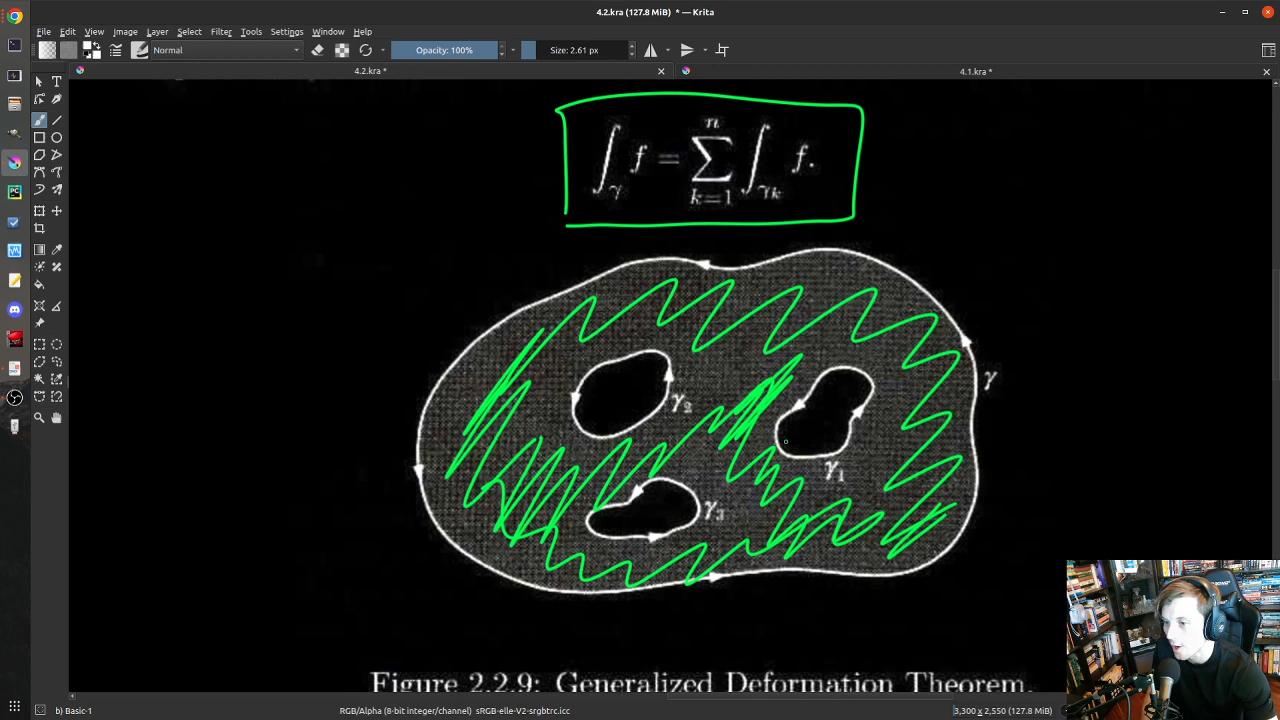 4.2.kra (127.8 MiB) * — Krita
File Edit View Image Layer Select Filter Tools Settings Window Help
Normal Opacity: 100% Size: 2.61 px
4.2.kra * 4.1.kra *
∫γ f = ∑ₖ₌₁ⁿ ∫γₖ f.
γ
γ₂
γ₁
γ₃
Figure 2.2.9: Generalized Deformation Theorem.
b) Basic-1 RGB/Alpha (8-bit integer/channel) sRGB-elle-V2-srgbtrc.icc 3,300 x 2,550 (127.8 MiB)